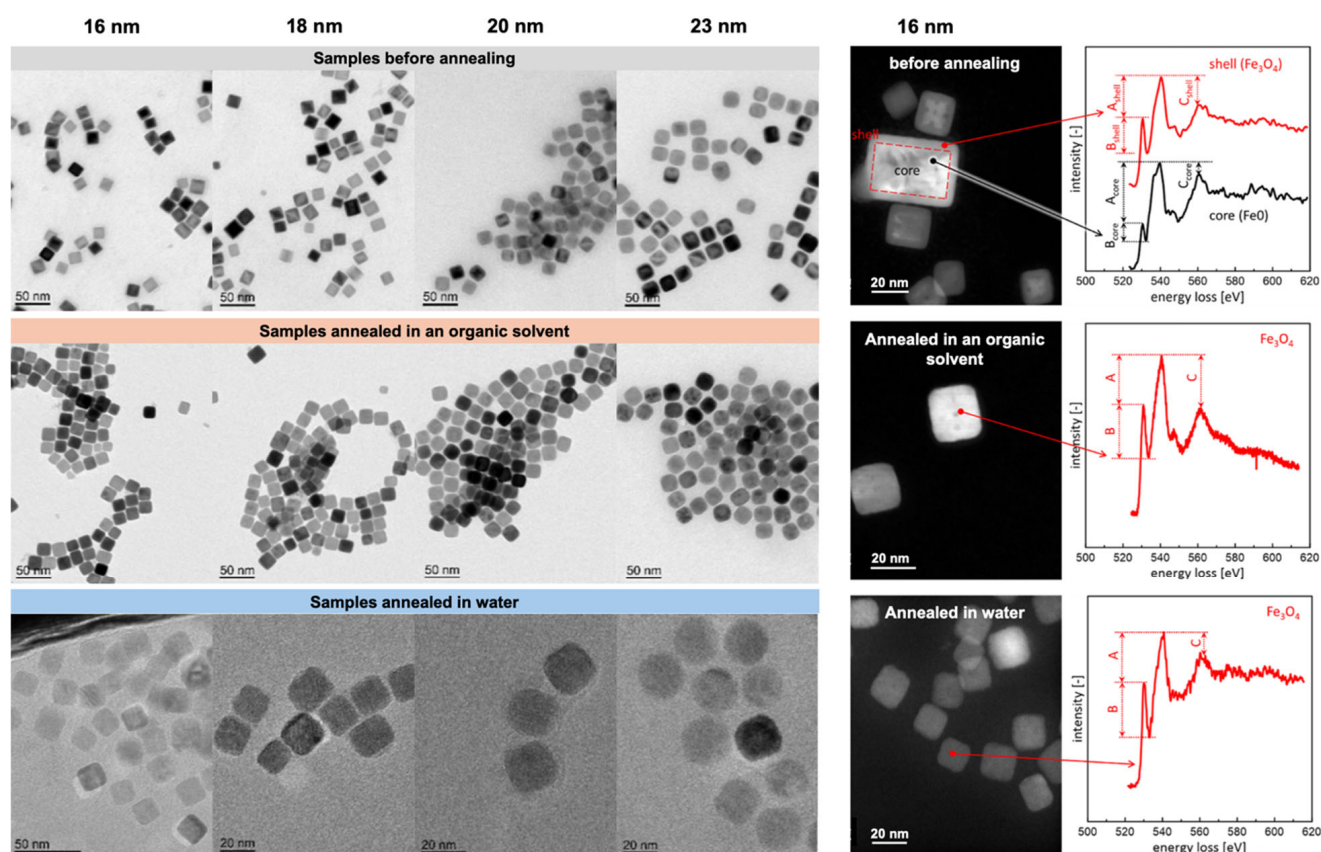 16 nm
18 nm
20 nm
23 nm
16 nm
Samples before annealing
50 nm
50 nm
50 nm
50 nm
before annealing
shell
core
20 nm
shell (Fe3O4)
Ashell
Bshell
Cshell
Acore
Bcore
Ccore
core (Fe0)
intensity [-]
500 520 540 560 580 600 620
energy loss [eV]
Samples annealed in an organic solvent
50 nm
50 nm
50 nm
50 nm
Annealed in an organic
solvent
20 nm
Fe3O4
A
B
C
intensity [-]
500 520 540 560 580 600 620
energy loss [eV]
Samples annealed in water
50 nm
20 nm
20 nm
20 nm
Annealed in water
20 nm
Fe3O4
A
B
C
intensity [-]
500 520 540 560 580 600 620
energy loss [eV]